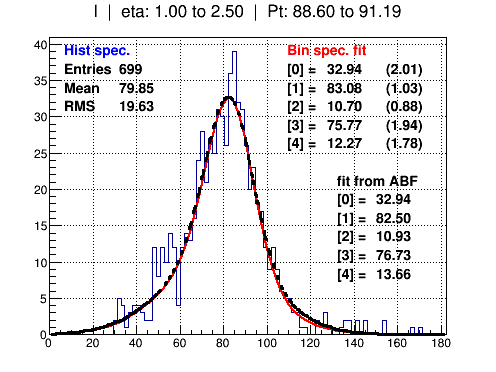 I | eta: 1.00 to 2.50 | Pt: 88.60 to 91.19
Hist spec.
Entries 699
Mean 79.85
RMS 19.63
Bin spec. fit
[0] = 32.94 (2.01)
[1] = 83.08 (1.03)
[2] = 10.70 (0.88)
[3] = 75.77 (1.94)
[4] = 12.27 (1.78)
fit from ABF
[0] = 32.94
[1] = 82.50
[2] = 10.93
[3] = 76.73
[4] = 13.66
40
35
30
25
20
15
10
5
0
0 20 40 60 80 100 120 140 160 180